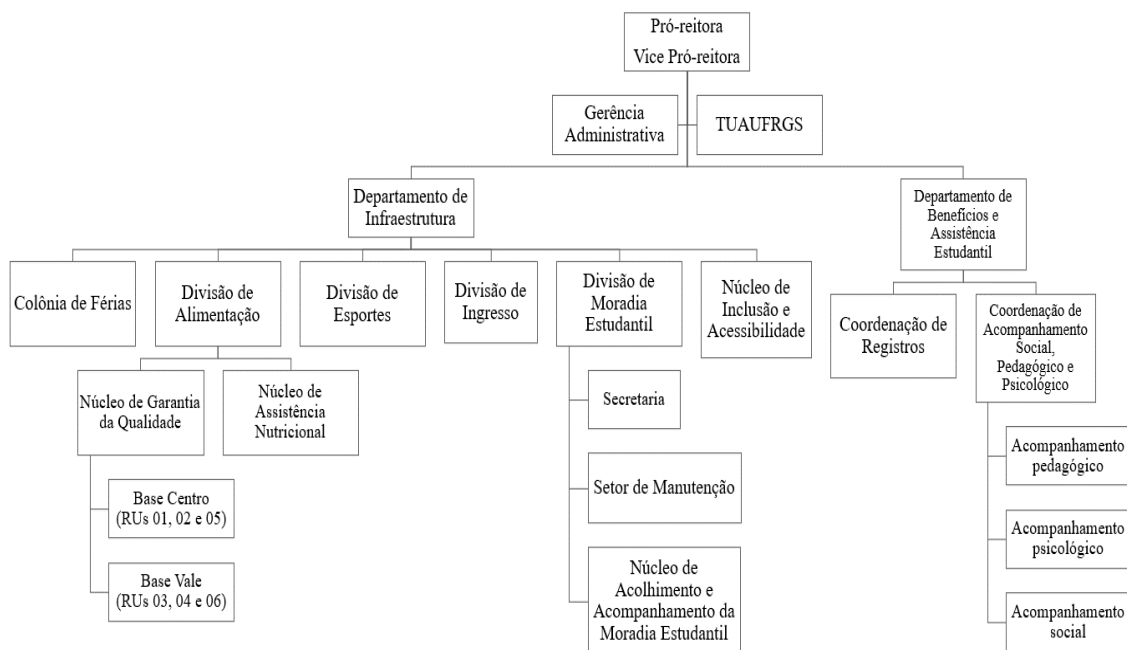 Pró-reitora
Vice Pró-reitora
Gerência
Administrativa
TUAUFRGS
Departamento de
Infraestrutura
Departamento de
Benefícios e
Assistência
Estudantil
Colônia de Férias
Divisão de
Alimentação
Divisão de
Esportes
Divisão de
Ingresso
Divisão de
Moradia
Estudantil
Núcleo de
Inclusão e
Acessibilidade
Coordenação de
Registros
Coordenação de
Acompanhamento
Social,
Pedagógico e
Psicológico
Núcleo de Garantia
da Qualidade
Núcleo de
Assistência
Nutricional
Secretaria
Acompanhamento
pedagógico
Base Centro
(RUs 01, 02 e 05)
Setor de Manutenção
Acompanhamento
psicológico
Base Vale
(RUs 03, 04 e 06)
Núcleo de
Acolhimento e
Acompanhamento da
Moradia Estudantil
Acompanhamento
social